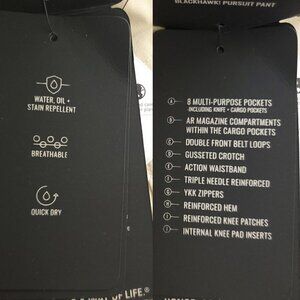 WATER, OIL +
STAIN REPELLENT
BREATHABLE
QUICK DRY
LIFE.®
BLACKHAWK! PURSUIT PANT
A 8 MULTI-PURPOSE POCKETS
-INCLUDING KNIFE + CARGO POCKETS
B AR MAGAZINE COMPARTMENTS
WITHIN THE CARGO POCKETS
C DOUBLE FRONT BELT LOOPS
D GUSSETED CROTCH
E ACTION WAISTBAND
F TRIPLE NEEDLE REINFORCED
G YKK ZIPPERS
H REINFORCED HEM
I REINFORCED KNEE PATCHES
J INTERNAL KNEE PAD INSERTS